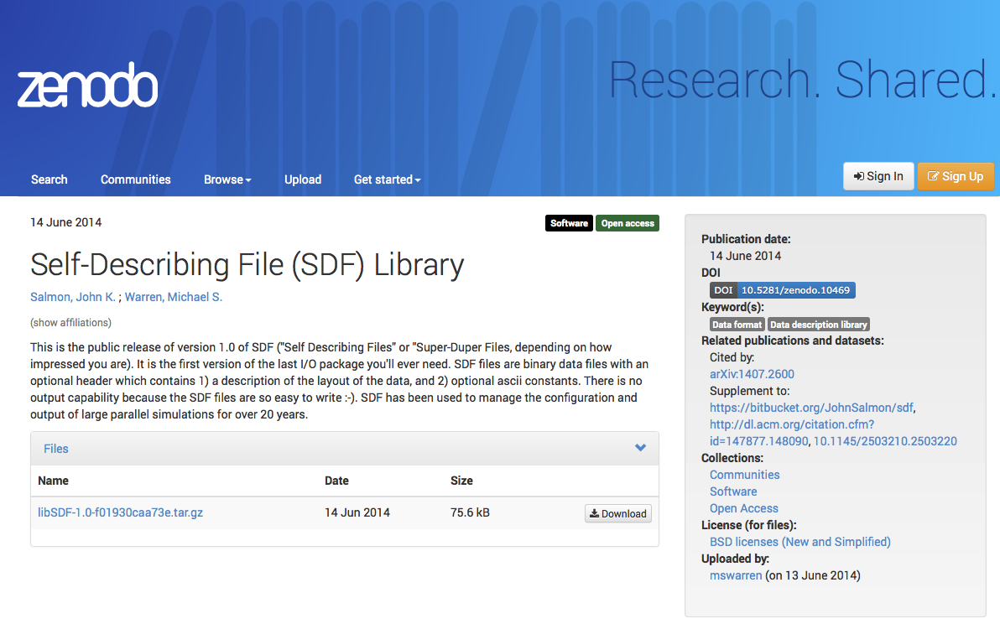 zenodo
Research. Shared.
Search Communities Browse Upload Get started
Sign In Sign Up
14 June 2014
Software Open access
Self-Describing File (SDF) Library
Salmon, John K. ; Warren, Michael S.
(show affiliations)
This is the public release of version 1.0 of SDF ("Self Describing Files" or "Super-Duper Files, depending on how
impressed you are). It is the first version of the last I/O package you'll ever need. SDF files are binary data files with an
optional header which contains 1) a description of the layout of the data, and 2) optional ascii constants. There is no
output capability because the SDF files are so easy to write :-). SDF has been used to manage the configuration and
output of large parallel simulations for over 20 years.
Files
Name Date Size
libSDF-1.0-f01930caa73e.tar.gz 14 Jun 2014 75.6 kB Download
Publication date:
14 June 2014
DOI
DOI 10.5281/zenodo.10469
Keyword(s):
Data format Data description library
Related publications and datasets:
Cited by:
arXiv:1407.2600
Supplement to:
https://bitbucket.org/JohnSalmon/sdf,
http://dl.acm.org/citation.cfm?
id=147877.148090, 10.1145/2503210.2503220
Collections:
Communities
Software
Open Access
License (for files):
BSD licenses (New and Simplified)
Uploaded by:
mswarren (on 13 June 2014)